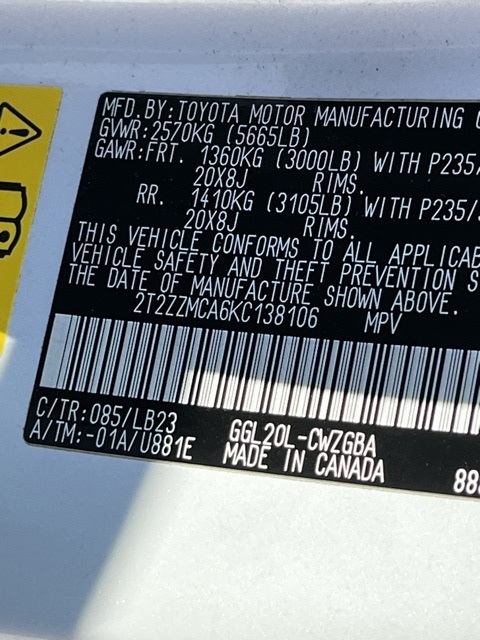 MFD.BY:TOYOTA MOTOR MANUFACTURING
GVWR:2570KG (5665LB)
GAWR:FRT. 1360KG (3000LB) WITH P235/
20X8J RIMS.
RR. 1410KG (3105LB) WITH P235/
20X8J RIMS.
THIS VEHICLE CONFORMS TO ALL
VEHICLE SAFETY AND THEFT PREVENTION
THE DATE OF MANUFACTURE SHOWN ABOVE.
2T2ZZMCA6KC138106 MPV
C/TR:085/LB23 GGL20L-CWZGBA
A/TM:-01A/U881E MADE IN CANADA